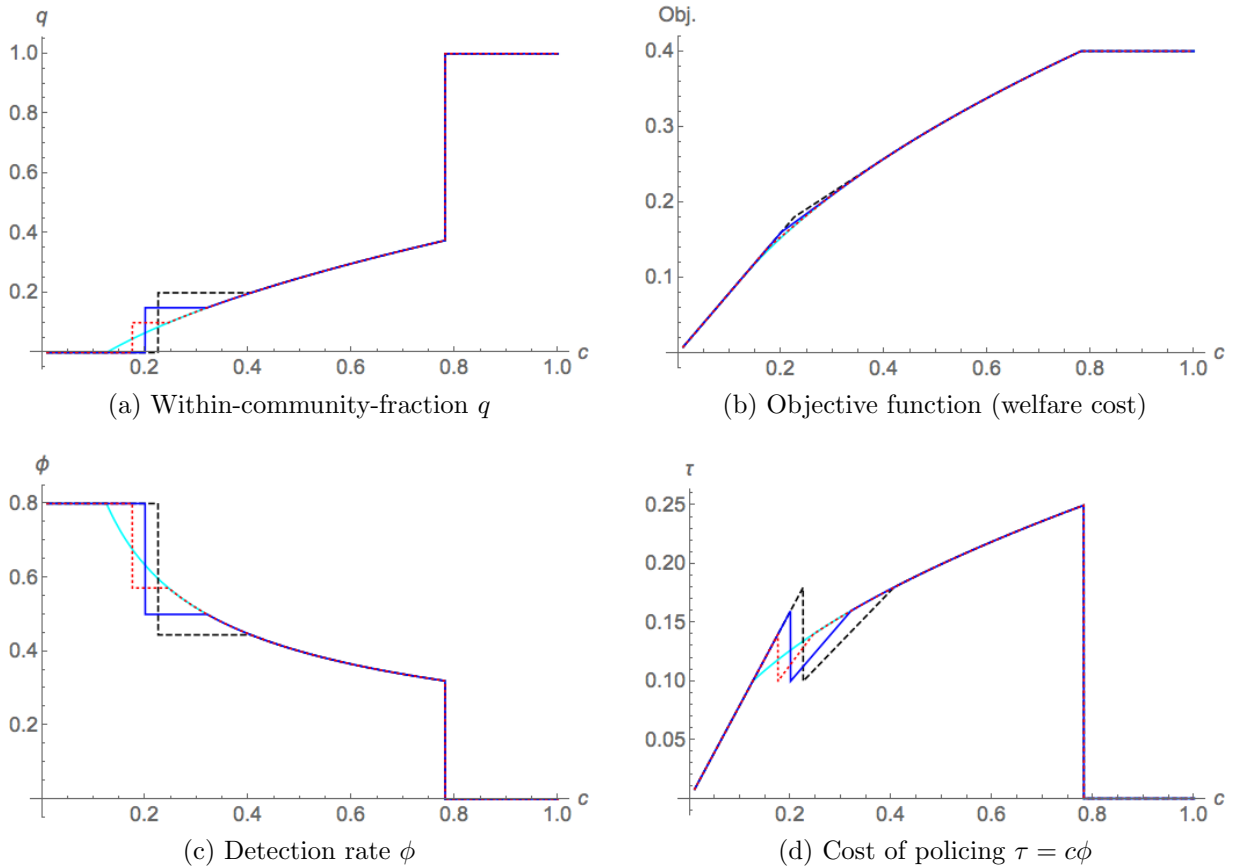 q
1.0
0.8
0.6
0.4
0.2
0.2 0.4 0.6 0.8 1.0 c
(a) Within-community-fraction q
Obj.
0.4
0.3
0.2
0.1
0.2 0.4 0.6 0.8 1.0 c
(b) Objective function (welfare cost)
ϕ
0.8
0.6
0.4
0.2
0.2 0.4 0.6 0.8 1.0 c
(c) Detection rate ϕ
τ
0.25
0.20
0.15
0.10
0.05
0.2 0.4 0.6 0.8 1.0 c
(d) Cost of policing τ = cϕ